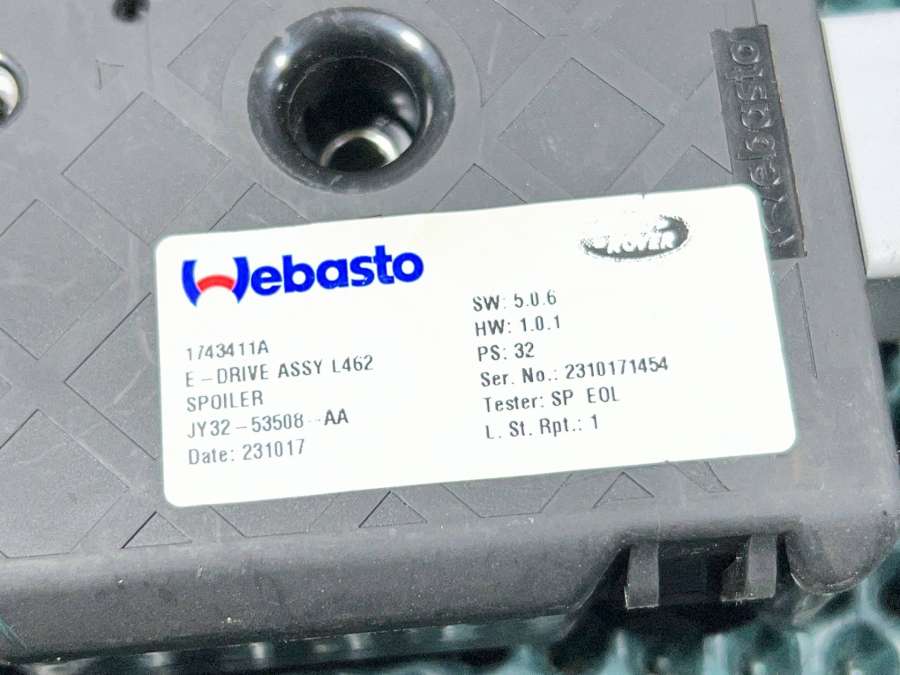 Webasto
1743411A
E-DRIVE ASSY L462
SPOILER
JY32-53508--AA
Date: 231017
ROVER
SW: 5.0.6
HW: 1.0.1
PS: 32
Ser. No.: 2310171454
Tester: SP EOL
L. St. Rpt.: 1
Webasto